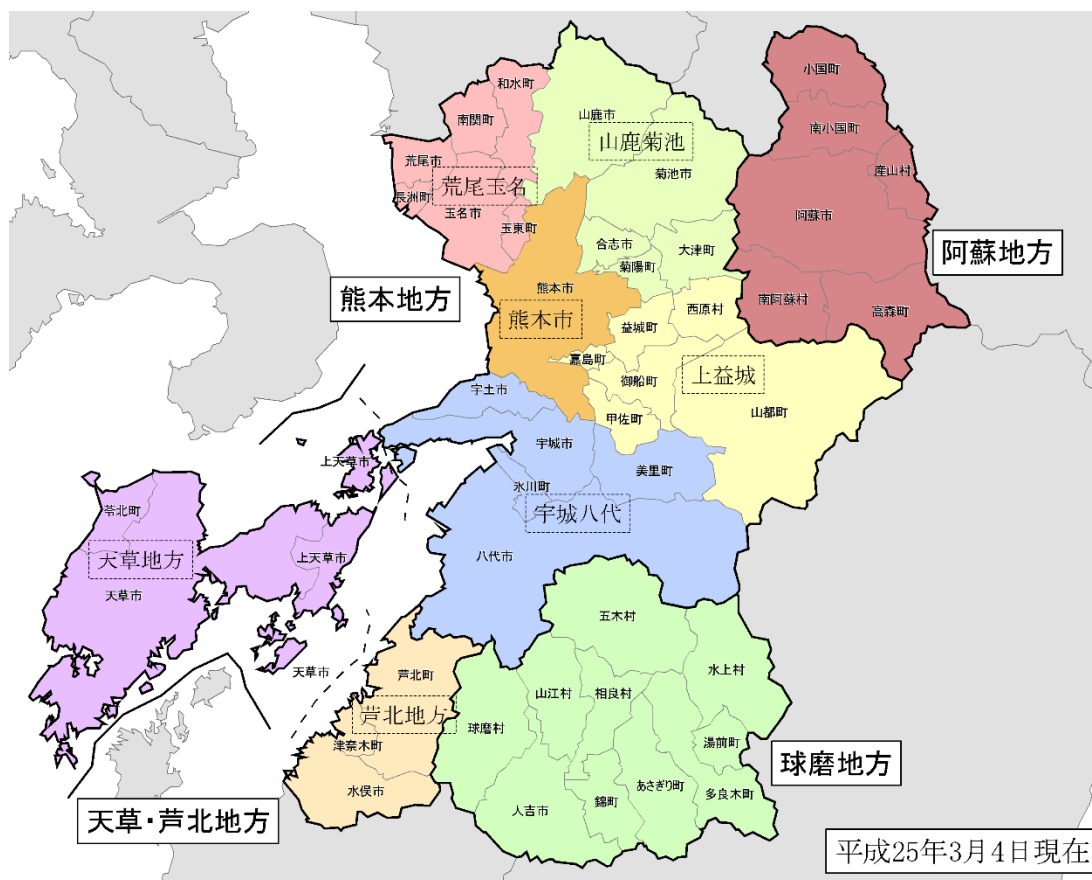 小国町
和水町
山鹿市
南小国町
南関町
山鹿菊池
荒尾市
菊池市
産山村
荒尾玉名
長洲町
玉名市
阿蘇市
玉東町
合志市
大津町
阿蘇地方
菊陽町
熊本地方
熊本市
南阿蘇村
西原村
高森町
熊本市
益城町
嘉島町
御船町
上益城
宇土市
山都町
甲佐町
宇城市
上天草市
美里町
氷川町
苓北町
宇城八代
天草地方
上天草市
八代市
天草市
五木村
天草市
芦北町
水上村
山江村
相良村
芦北地方
球磨村
津奈木町
湯前町
球磨地方
水俣市
あさぎり町
多良木町
人吉市
錦町
天草・芦北地方
平成25年3月4日現在